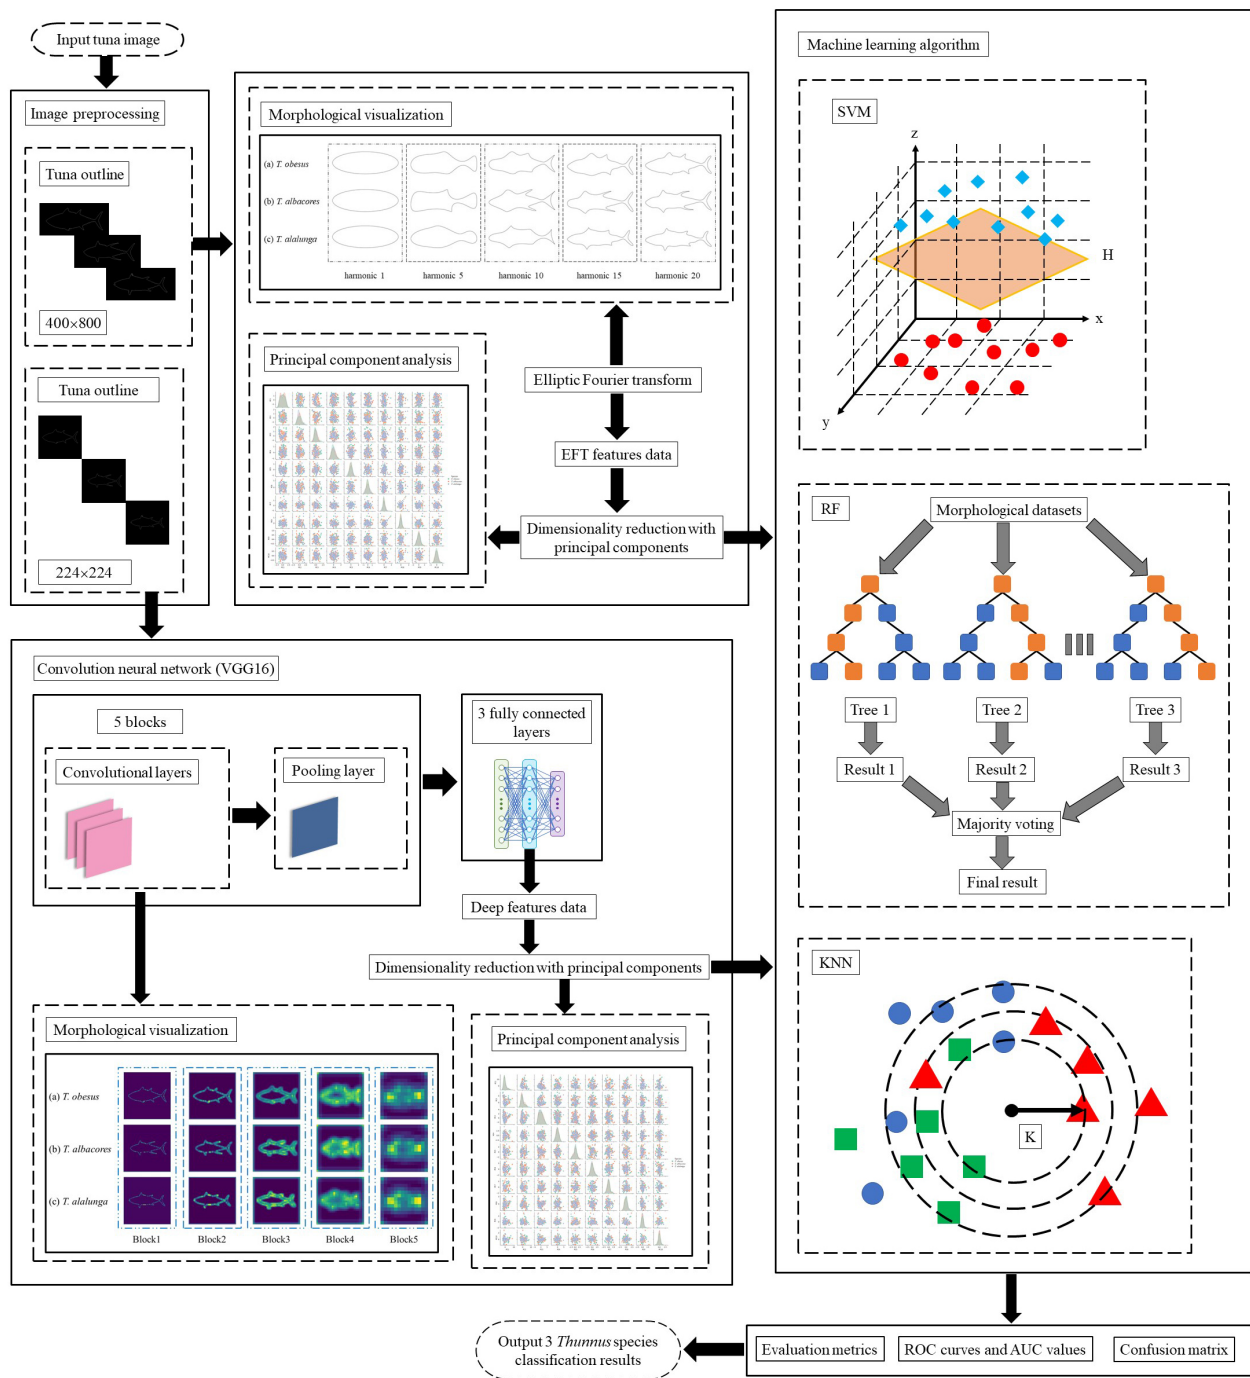 Input tuna image
Image preprocessing
Tuna outline
400×800
Tuna outline
224×224
Morphological visualization
(a) T. obesus
(b) T. albacores
(c) T. alalunga
harmonic 1
harmonic 5
harmonic 10
harmonic 15
harmonic 20
Principal component analysis
Elliptic Fourier transform
EFT features data
Dimensionality reduction with
principal components
Convolution neural network (VGG16)
5 blocks
Convolutional layers
Pooling layer
3 fully connected
layers
Deep features data
Dimensionality reduction with principal components
Morphological visualization
(a) T. obesus
(b) T. albacores
(c) T. alalunga
Block1
Block2
Block3
Block4
Block5
Principal component analysis
Machine learning algorithm
SVM
z
H
x
y
RF
Morphological datasets
Tree 1
Tree 2
Tree 3
Result 1
Result 2
Result 3
Majority voting
Final result
KNN
K
Evaluation metrics
ROC curves and AUC values
Confusion matrix
Output 3 Thunnus species
classification results